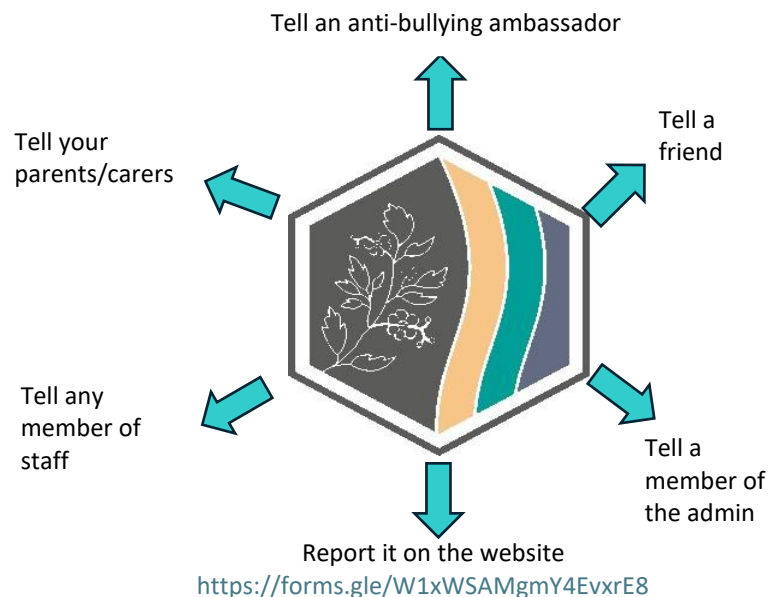 Tell an anti-bullying ambassador
Tell your
parents/carers
Tell a
friend
Tell any
member of
staff
Tell a
member of
the admin
Report it on the website
https://forms.gle/W1xWSAMgmY4EvxrE8